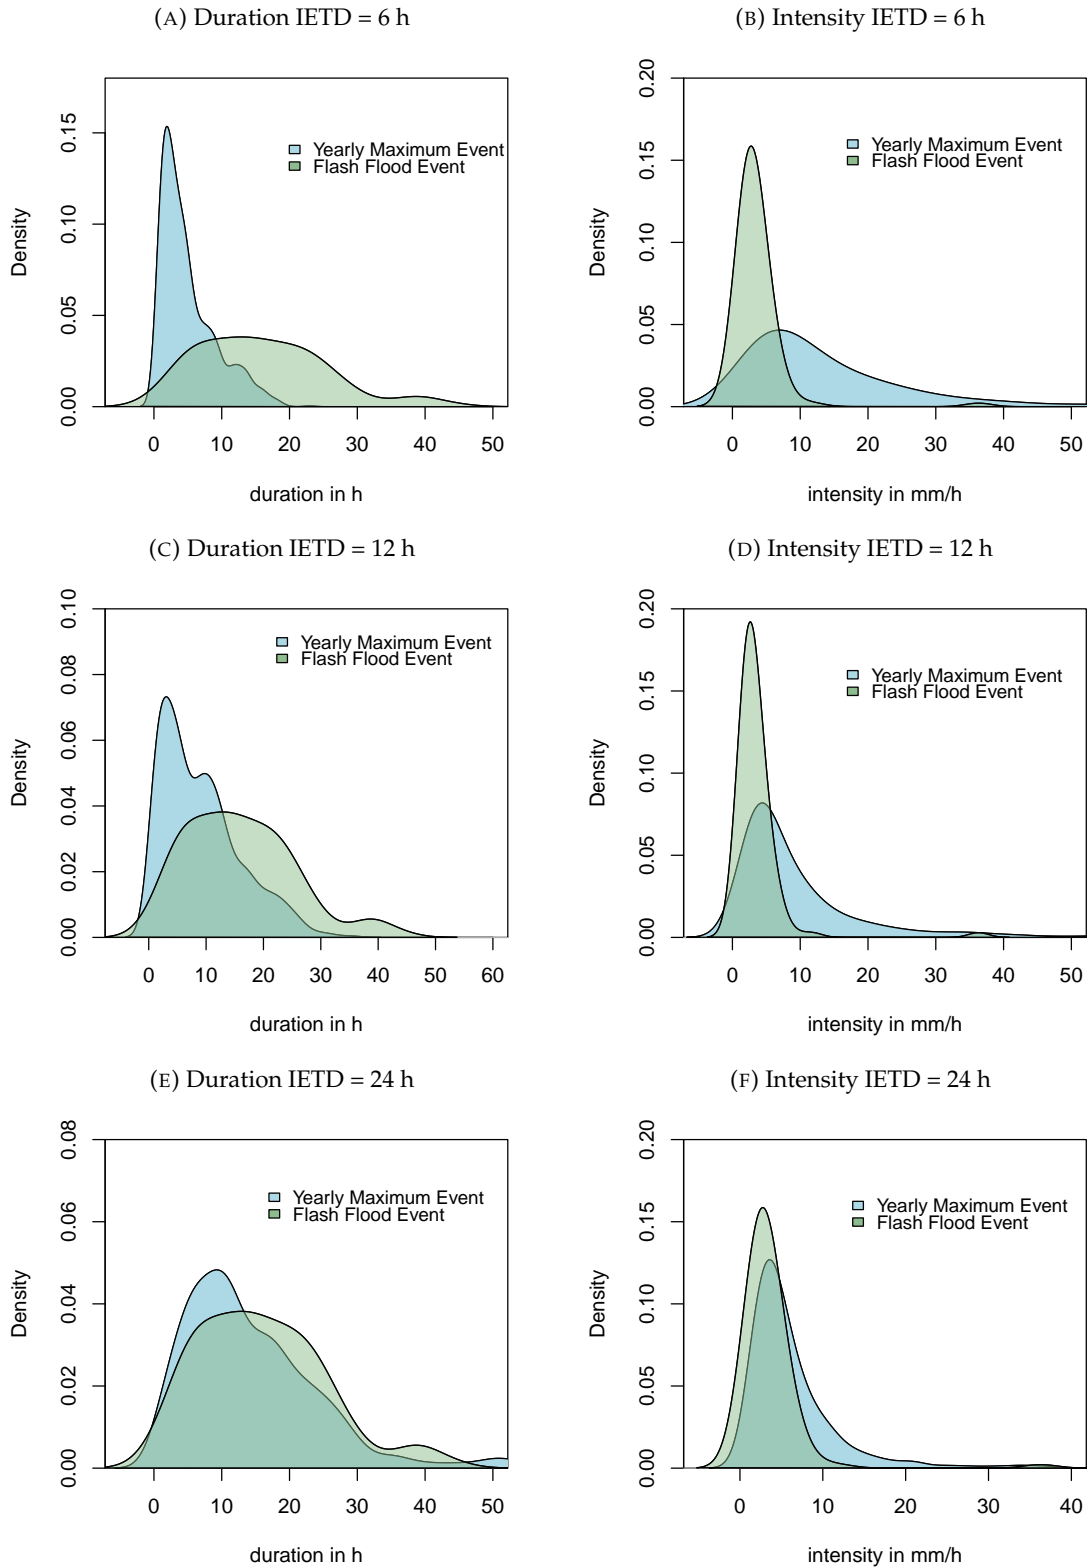 (A) Duration IETD = 6 h
0.15
0.10
0.05
0.00
Density
Yearly Maximum Event
Flash Flood Event
0 10 20 30 40 50
duration in h
(B) Intensity IETD = 6 h
0.20
0.15
0.10
0.05
0.00
Density
Yearly Maximum Event
Flash Flood Event
0 10 20 30 40 50
intensity in mm/h
(C) Duration IETD = 12 h
0.10
0.08
0.06
0.04
0.02
0.00
Density
Yearly Maximum Event
Flash Flood Event
0 10 20 30 40 50 60
duration in h
(D) Intensity IETD = 12 h
0.20
0.15
0.10
0.05
0.00
Density
Yearly Maximum Event
Flash Flood Event
0 10 20 30 40 50
intensity in mm/h
(E) Duration IETD = 24 h
0.08
0.06
0.04
0.02
0.00
Density
Yearly Maximum Event
Flash Flood Event
0 10 20 30 40 50
duration in h
(F) Intensity IETD = 24 h
0.20
0.15
0.10
0.05
0.00
Density
Yearly Maximum Event
Flash Flood Event
0 10 20 30 40
intensity in mm/h